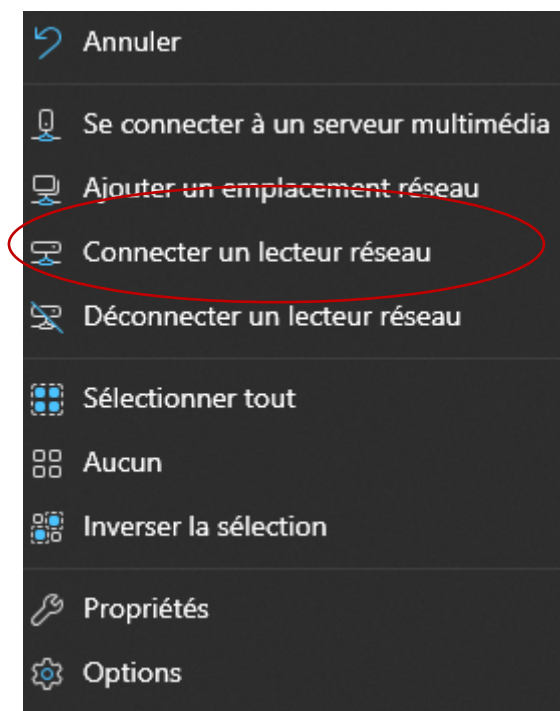 Annuler
Se connecter à un serveur multimédia
Ajouter un emplacement réseau
Connecter un lecteur réseau
Déconnecter un lecteur réseau
Sélectionner tout
Aucun
Inverser la sélection
Propriétés
Options